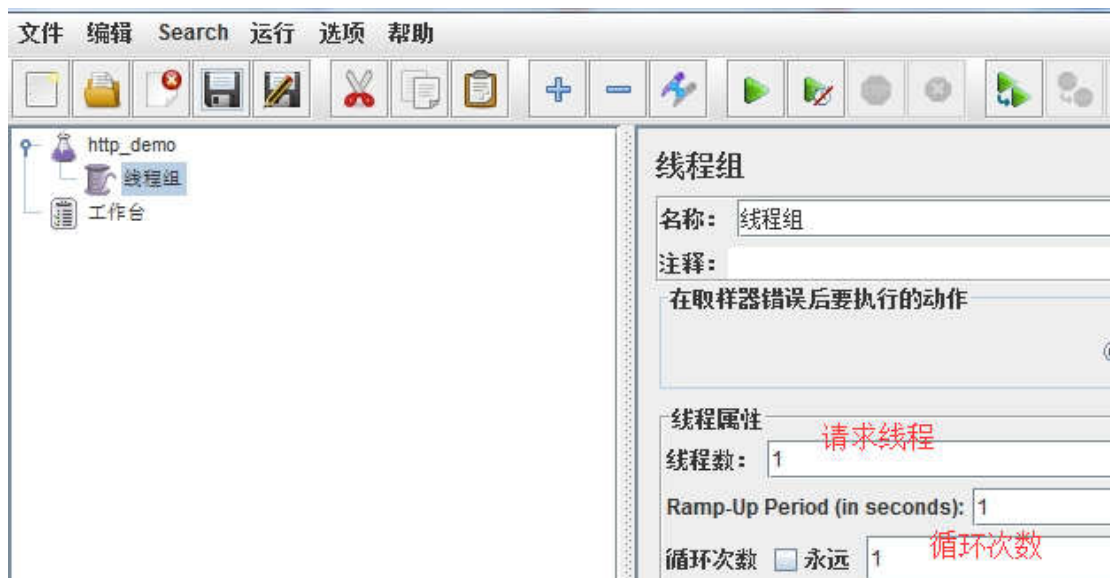 文件 编辑 Search 运行 选项 帮助
http_demo
线程组
工作台
线程组
名称： 线程组
注释：
在取样器错误后要执行的动作
线程属性
请求线程
线程数： 1
Ramp-Up Period (in seconds): 1
循环次数
循环次数 永远 1